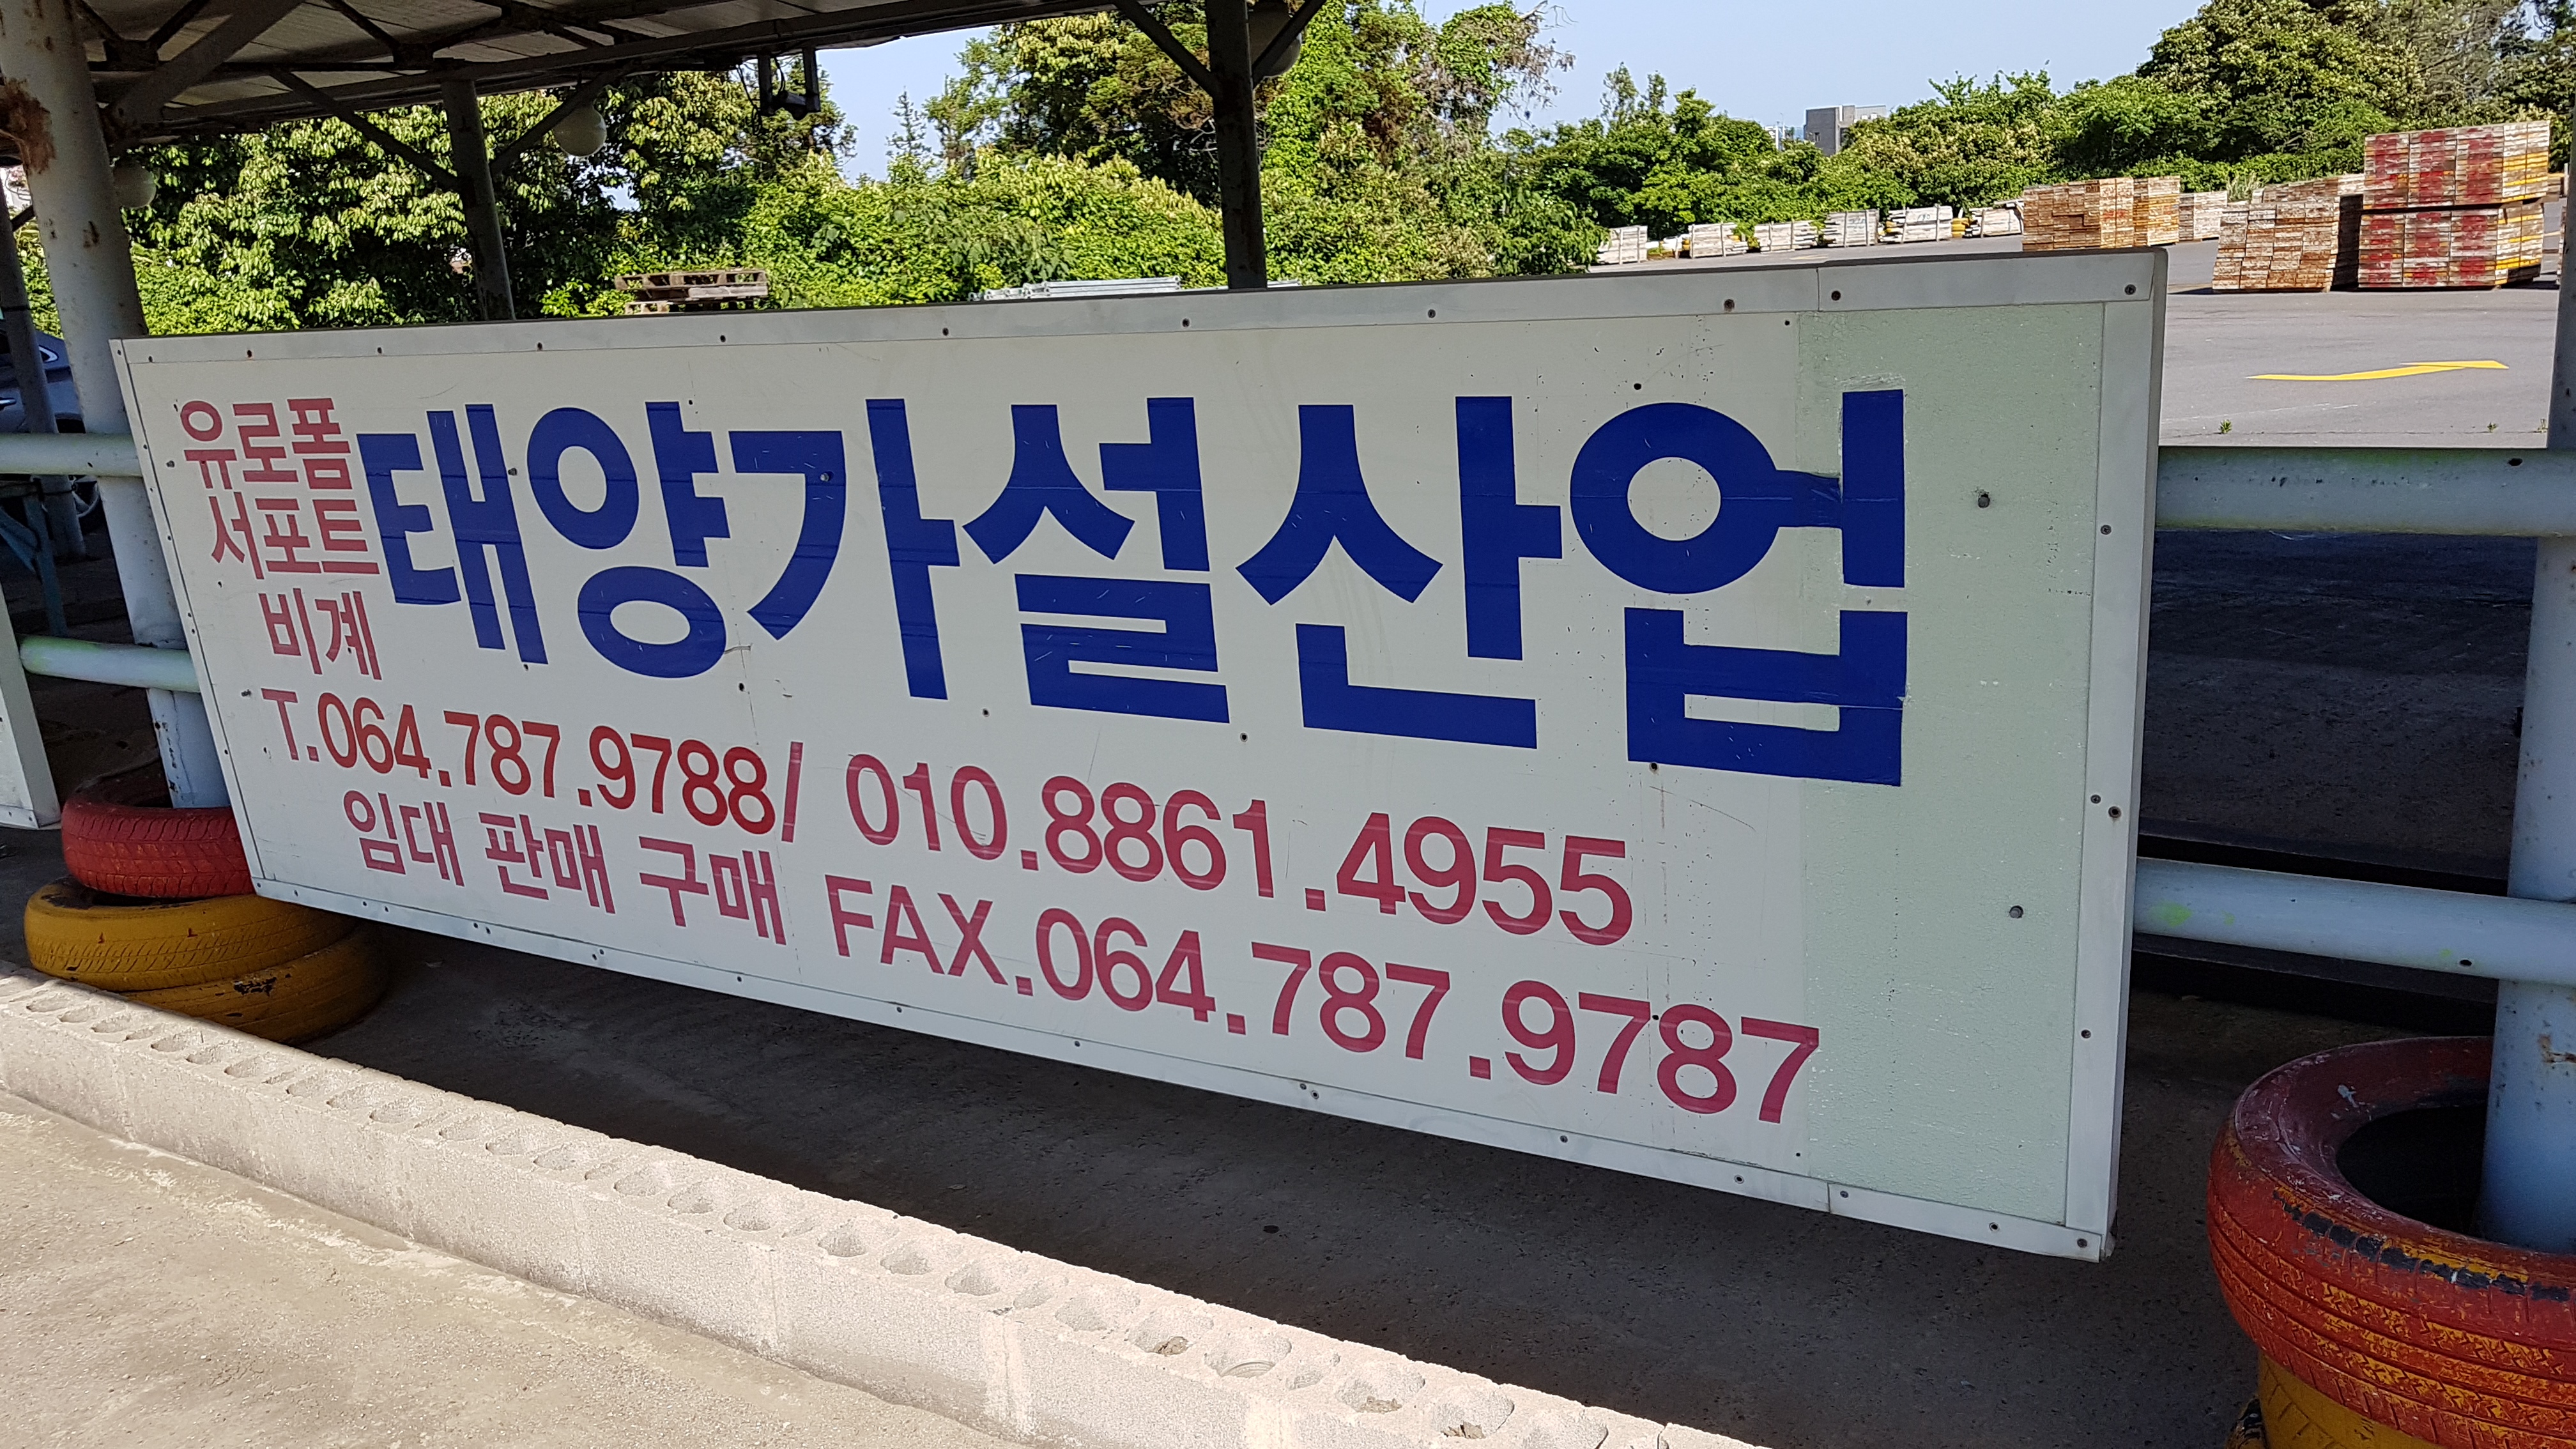 유로폼
서포트
비계
태양가설산업
T.064.787.9788/ 010.8861.4955
임대 판매 구매 FAX.064.787.9787